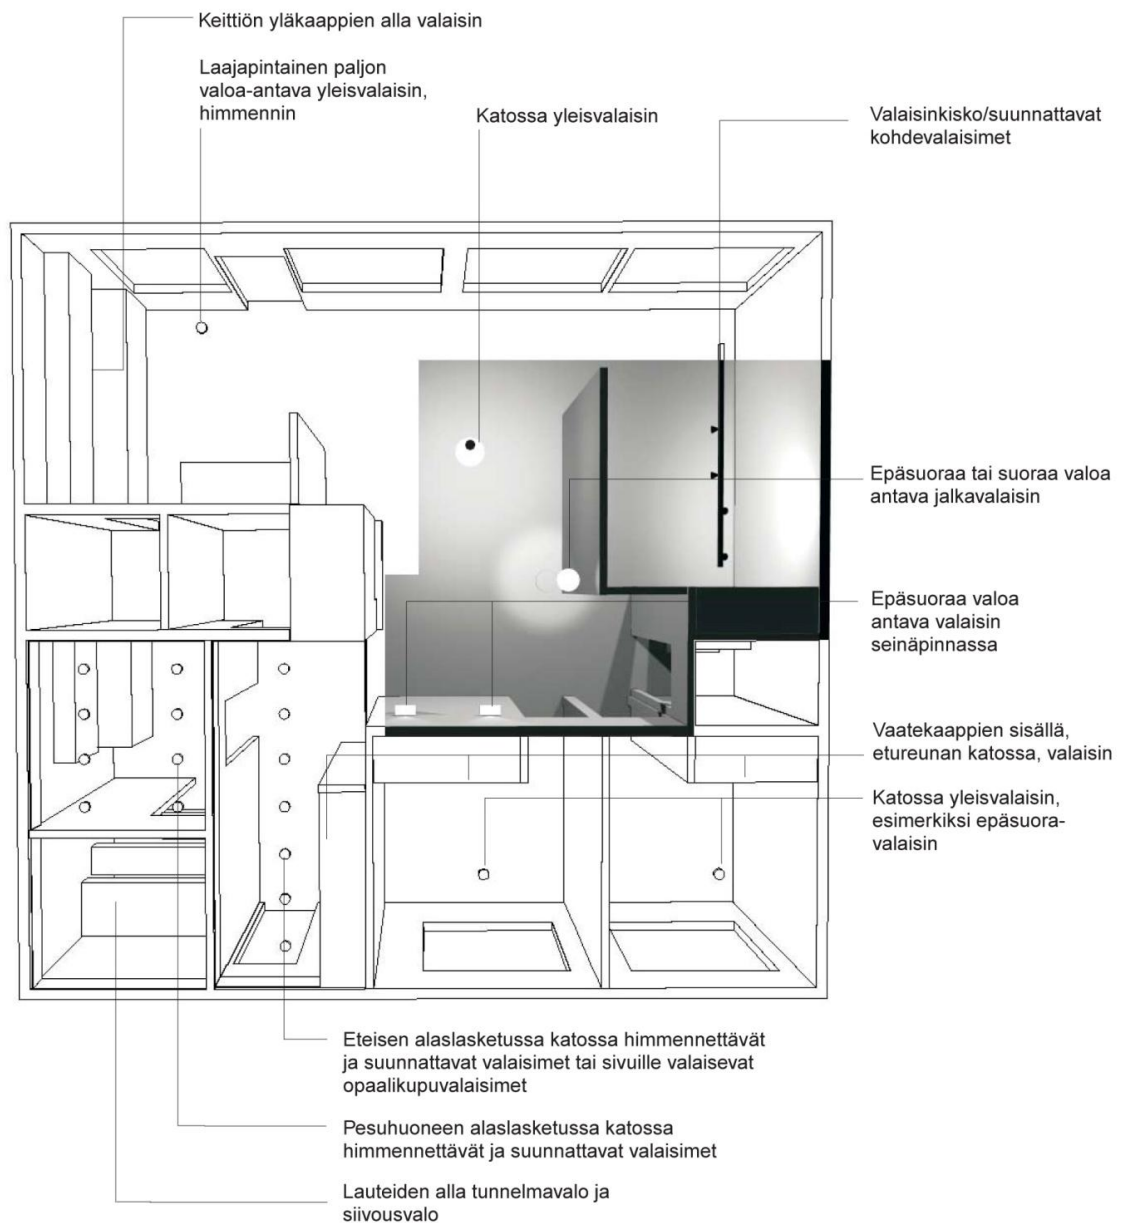 Keittiön yläkaappien alla valaisin
Laajapintainen paljon
valoa-antava yleisvalaisin,
himmennin
Katossa yleisvalaisin
Valaisinkisko/suunnattavat
kohdevalaisimet
Epäsuoraa tai suoraa valoa
antava jalkavalaisin
Epäsuoraa valoa
antava valaisin
seinäpinnassa
Vaatekaappien sisällä,
etureunan katossa, valaisin
Katossa yleisvalaisin,
esimerkiksi epäsuora-
valaisin
Eteisen alaslasketussa katossa himmennettävät
ja suunnattavat valaisimet tai sivuille valaisevat
opaalikupuvalaisimet
Pesuhuoneen alaslasketussa katossa
himmennettävät ja suunnattavat valaisimet
Lauteiden alla tunnelmavalo ja
siivousvalo